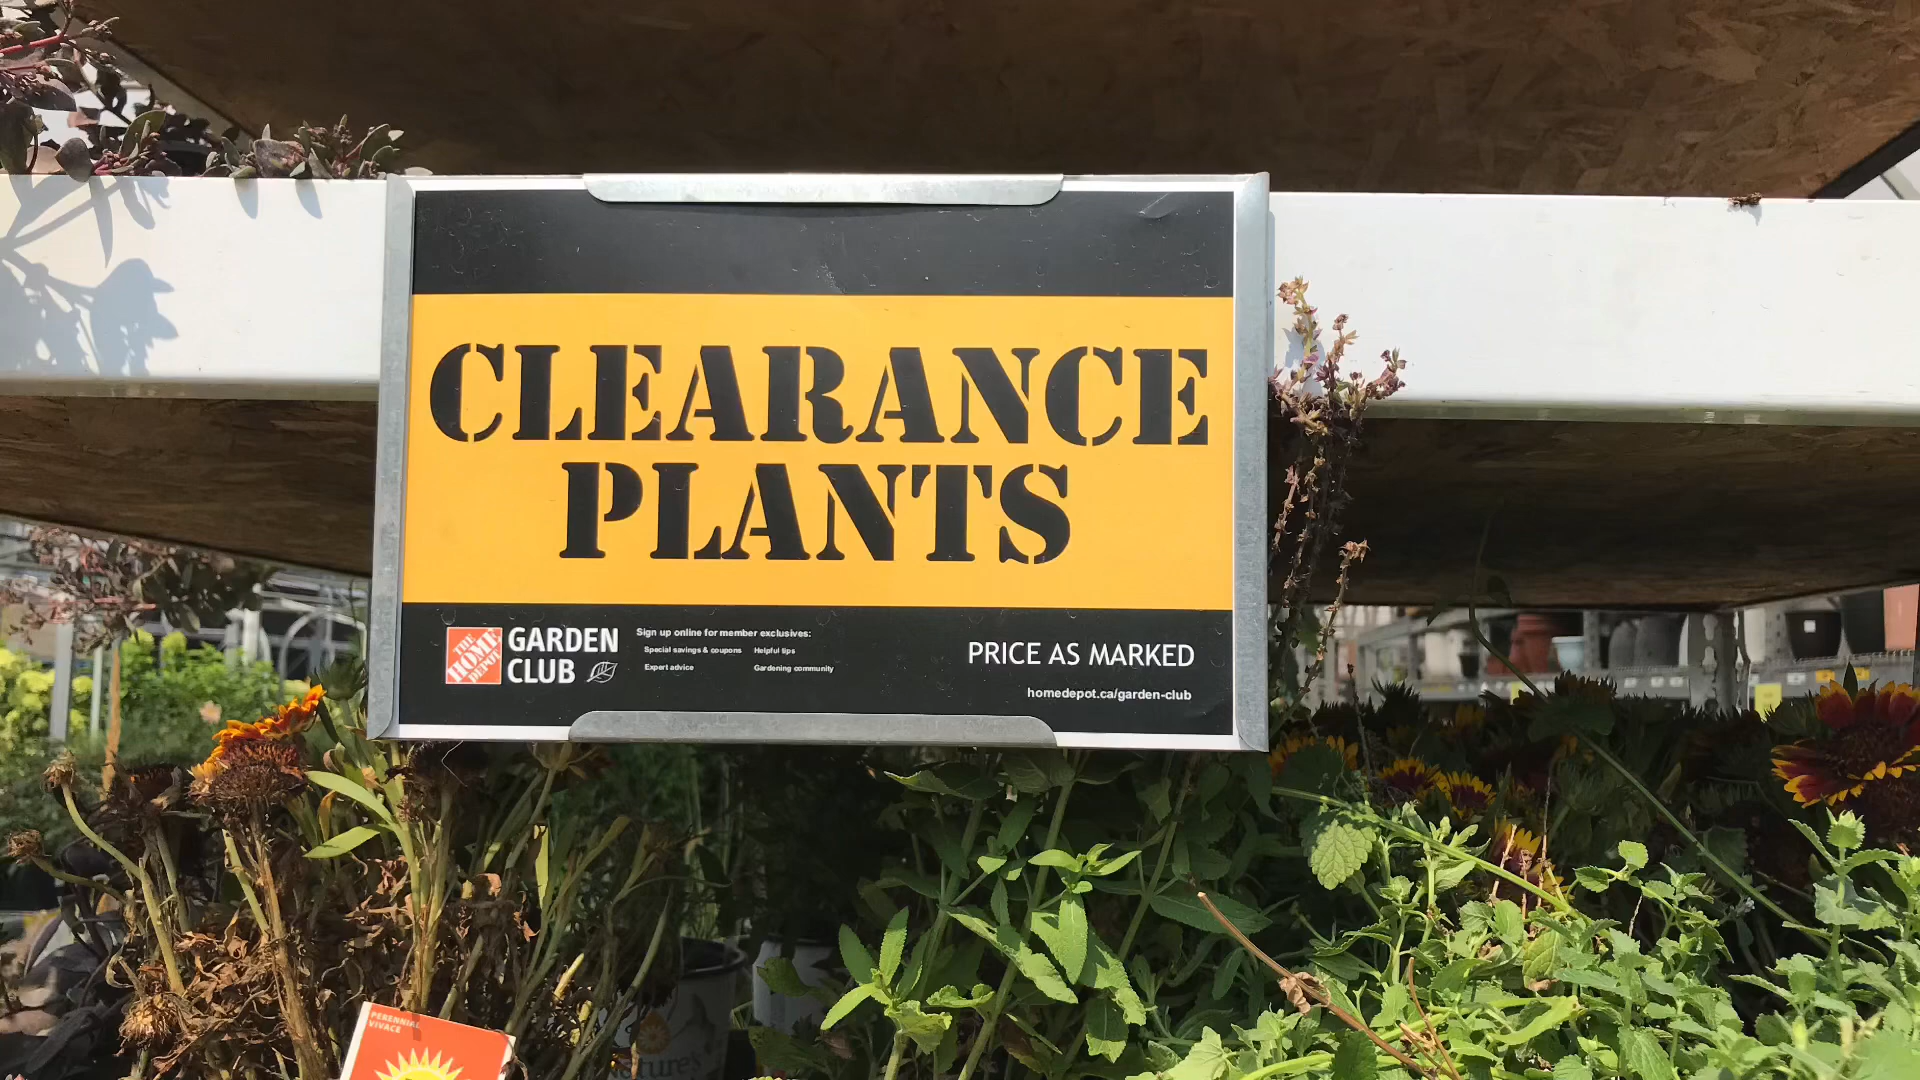 CLEARANCE
PLANTS
THE
HOME
DEPOT
GARDEN
CLUB
Sign up online for member exclusives:
Special savings & coupons Helpful tips
Expert advice Gardening community
PRICE AS MARKED
homedepot.ca/garden-club
PERENNIAL
VIVACE
Nature's